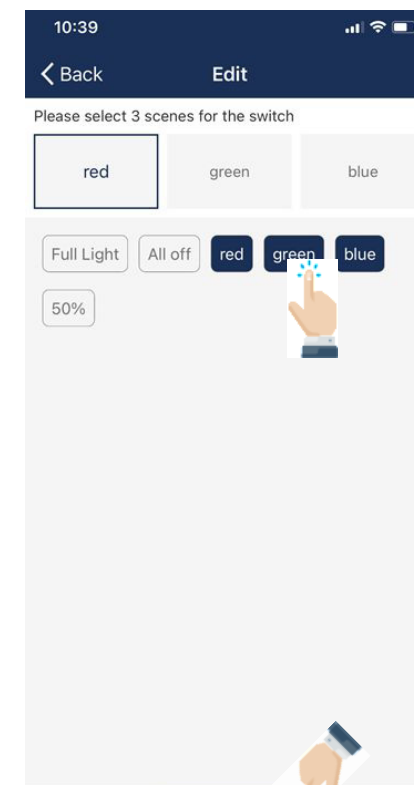 10:39
Back Edit
Please select 3 scenes for the switch
red green blue
Full Light All off red green blue
50%